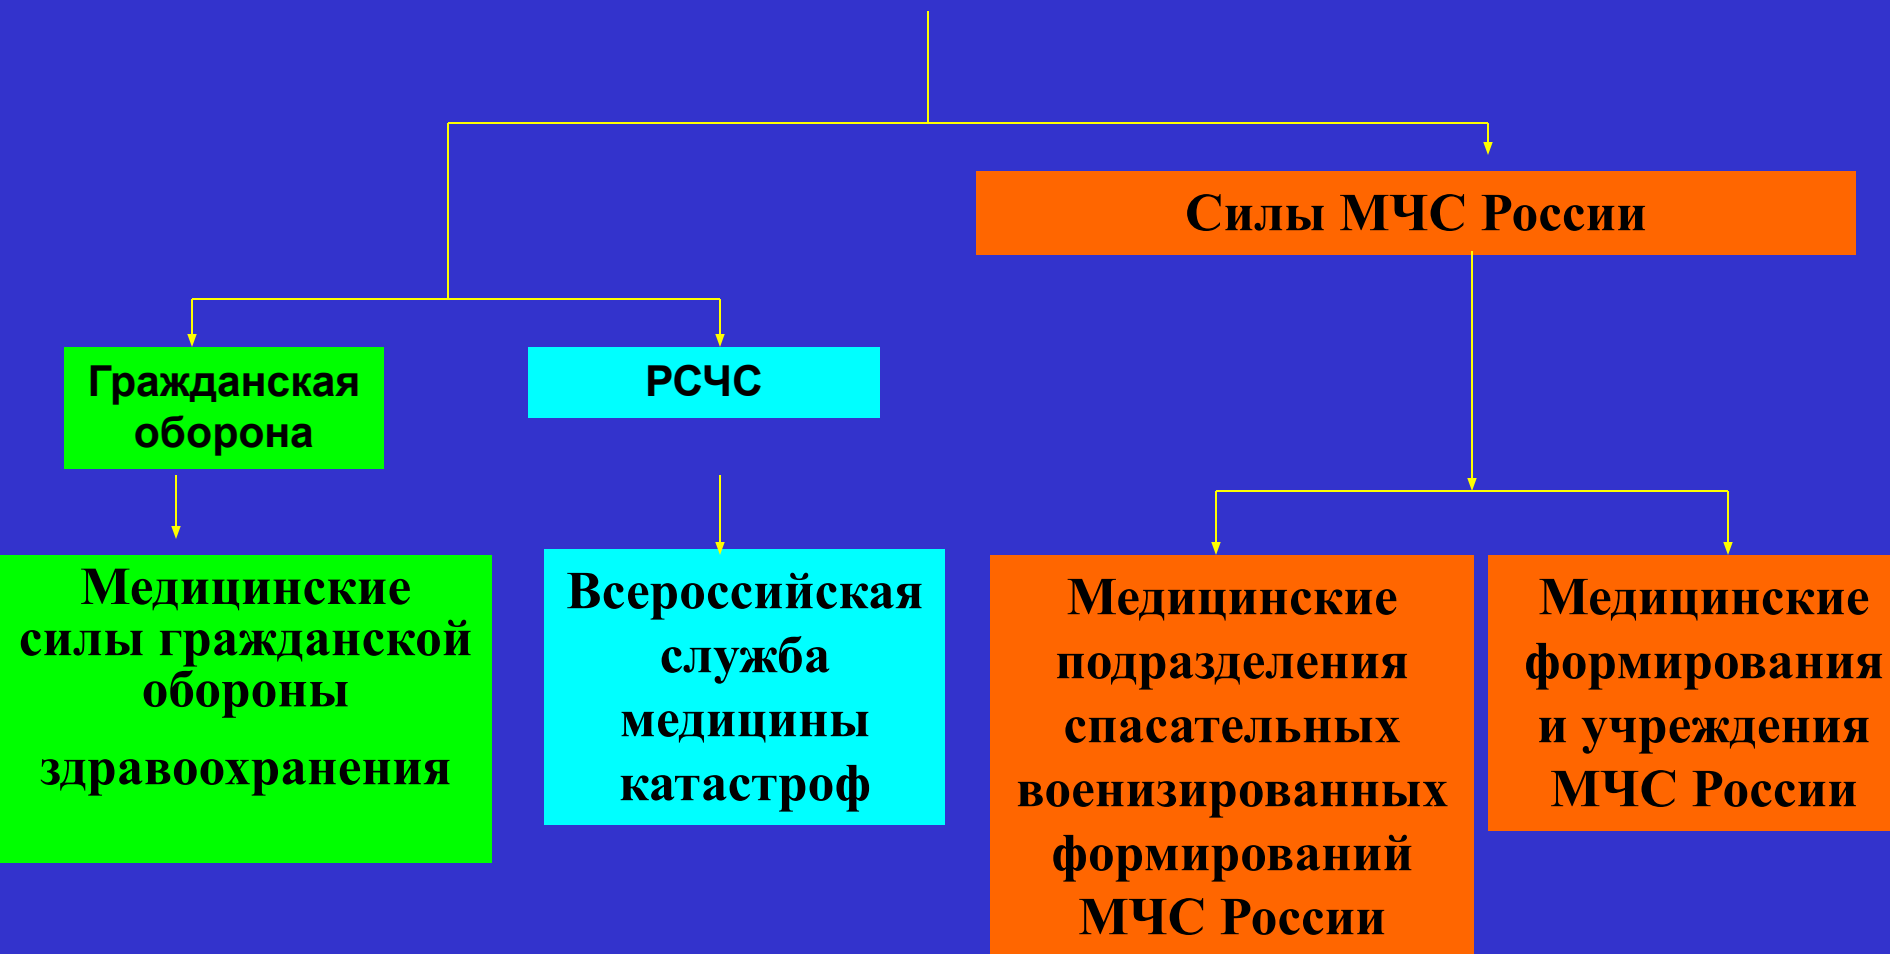 Силы МЧС России
Гражданская
оборона
РСЧС
Медицинские
силы гражданской
обороны
здравоохранения
Всероссийская
служба
медицины
катастроф
Медицинские
подразделения
спасательных
военизированных
формирований
МЧС России
Медицинские
формирования
и учреждения
МЧС России